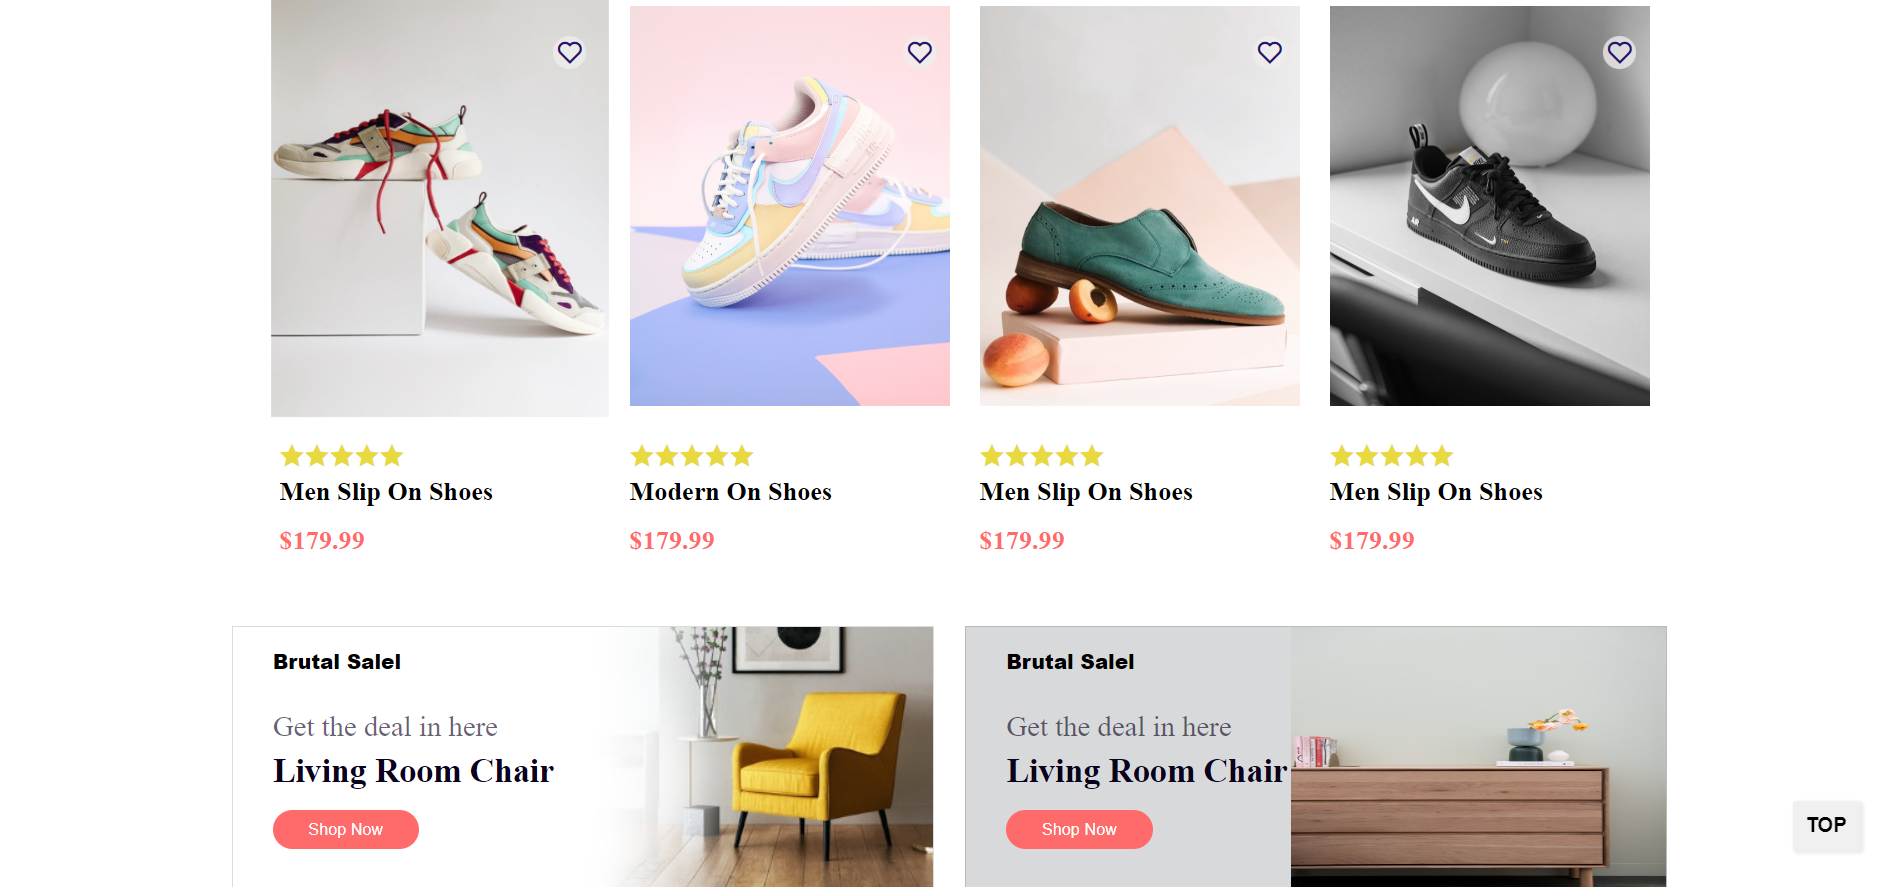 AIR
Men Slip On Shoes
$179.99
Modern On Shoes
$179.99
Men Slip On Shoes
$179.99
Men Slip On Shoes
$179.99
Brutal Salel
Get the deal in here
Living Room Chair
Shop Now
Brutal Salel
Get the deal in here
Living Room Chair
Shop Now
TOP